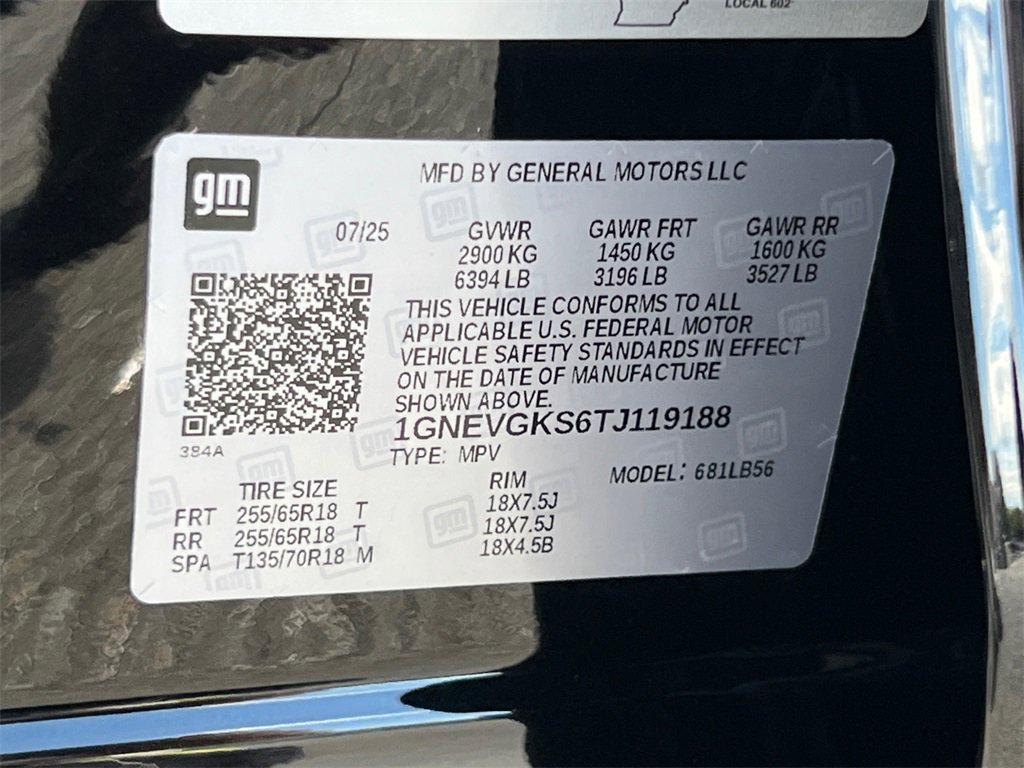 LOCAL 602
gm
MFD BY GENERAL MOTORS LLC
07/25
GVWR GAWR FRT GAWR RR
2900 KG 1450 KG 1600 KG
6394 LB 3196 LB 3527 LB
THIS VEHICLE CONFORMS TO ALL
APPLICABLE U.S. FEDERAL MOTOR
VEHICLE SAFETY STANDARDS IN EFFECT
ON THE DATE OF MANUFACTURE
SHOWN ABOVE.
1GNEVGKS6TJ119188
384A
TYPE: MPV MODEL: 681LB56
TIRE SIZE RIM
FRT 255/65R18 T 18X7.5J
RR 255/65R18 T 18X7.5J
SPA T135/70R18 M 18X4.5B